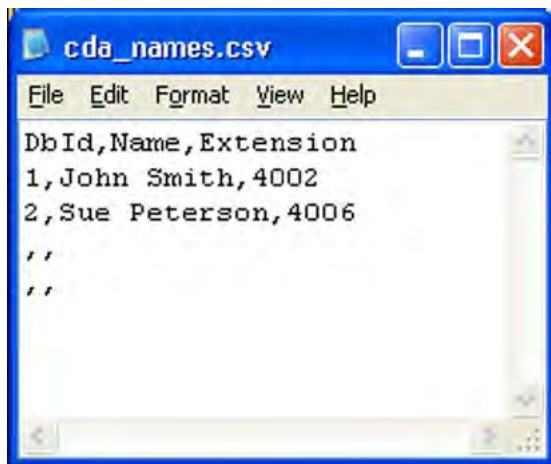 cda_names.csv
File Edit Format View Help
DbId,Name,Extension
1,John Smith,4002
2,Sue Peterson,4006
,,
,,